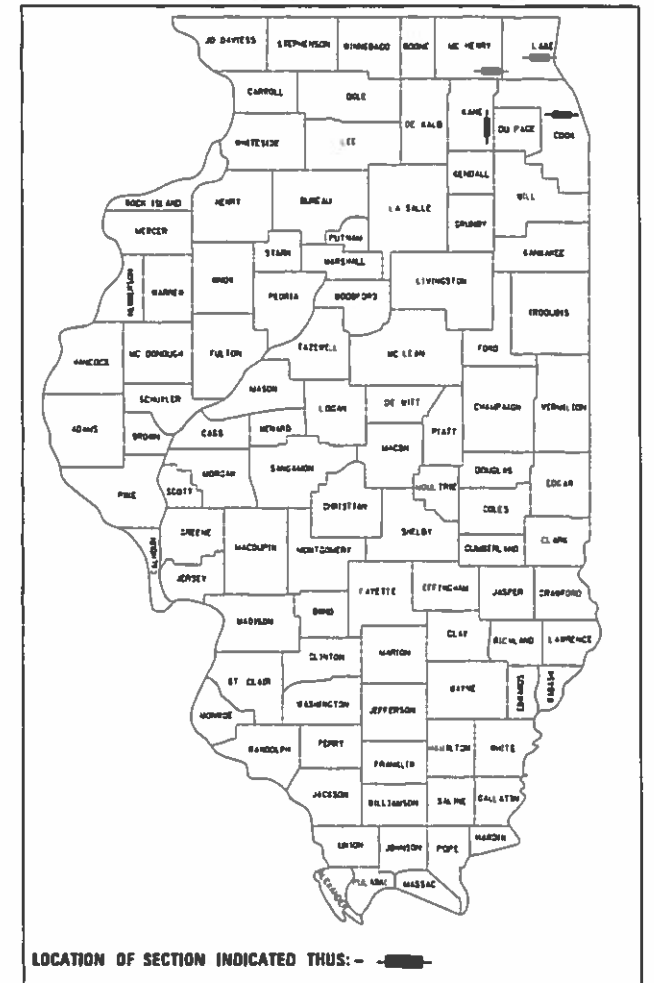 JO DAVIESS STEPHENSON WINNEBAGO BOONE MC HENRY LAKE
CARROLL OGLE DE KALB KANE DU PAGE COOK
WHITESIDE LEE
KENDALL
ROCK ISLAND HENRY BUREAU LA SALLE GRUNDY WILL
MERCER PUTNAM
STARK MARSHALL KANKAKEE
HENDERSON WARREN KNOX PEORIA WOODFORD LIVINGSTON IROQUOIS
HANCOCK MC DONOUGH FULTON TAZEWELL MC LEAN FORD
MASON
SCHUYLER LOGAN DE WITT CHAMPAIGN VERMILION
ADAMS BROWN CASS MENARD PIATT
MACON
MORGAN SANGAMON DOUGLAS EDGAR
PIKE SCOTT CHRISTIAN MOULTRIE
COLES
GREENE MACOUPIN MONTGOMERY SHELBY CUMBERLAND CLARK
CALHOUN JERSEY
FAYETTE EFFINGHAM JASPER CRAWFORD
MADISON BOND
CLAY RICHLAND LAWRENCE
CLINTON MARION
ST CLAIR WAYNE EDWARDS WABASH
MONROE WASHINGTON JEFFERSON
RANDOLPH PERRY HAMILTON WHITE
FRANKLIN
JACKSON WILLIAMSON SALINE GALLATIN
UNION JOHNSON POPE HARDIN
ALEXANDER PULASKI MASSAC
LOCATION OF SECTION INDICATED THUS: -